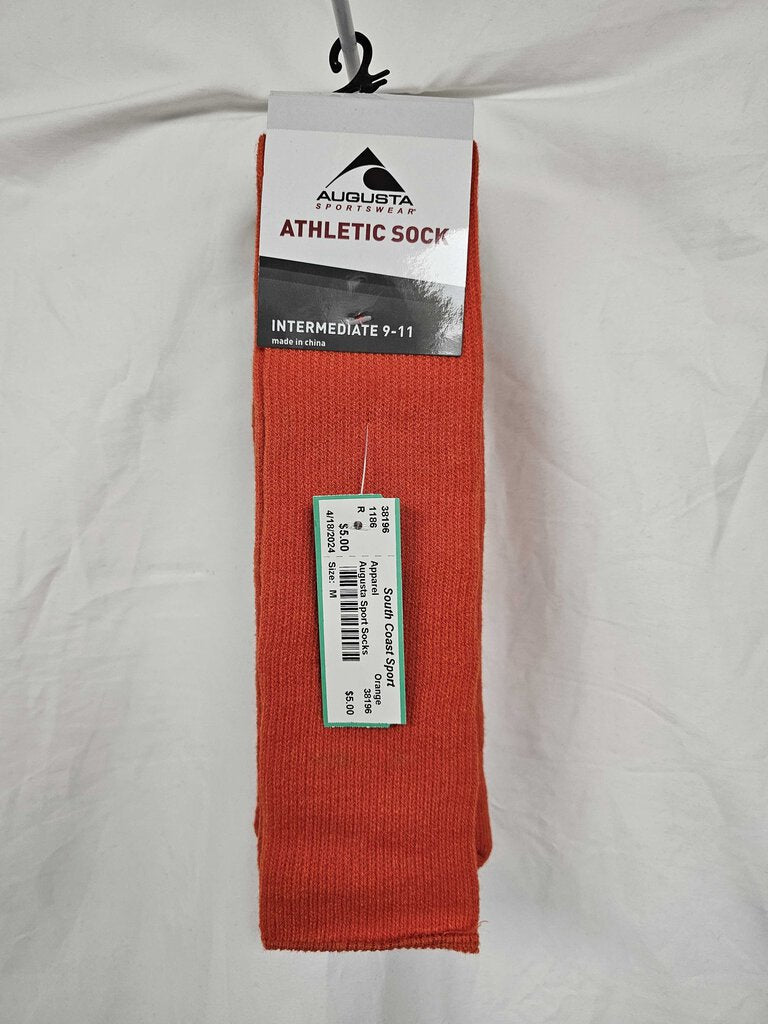 AUGUSTA
SPORTSWEAR®
ATHLETIC SOCK
INTERMEDIATE 9-11
made in china
38196
1186
R
$5.00
4/18/2024
South Coast Sport
Apparel Orange
Augusta Sport Socks 38196
Size: M $5.00